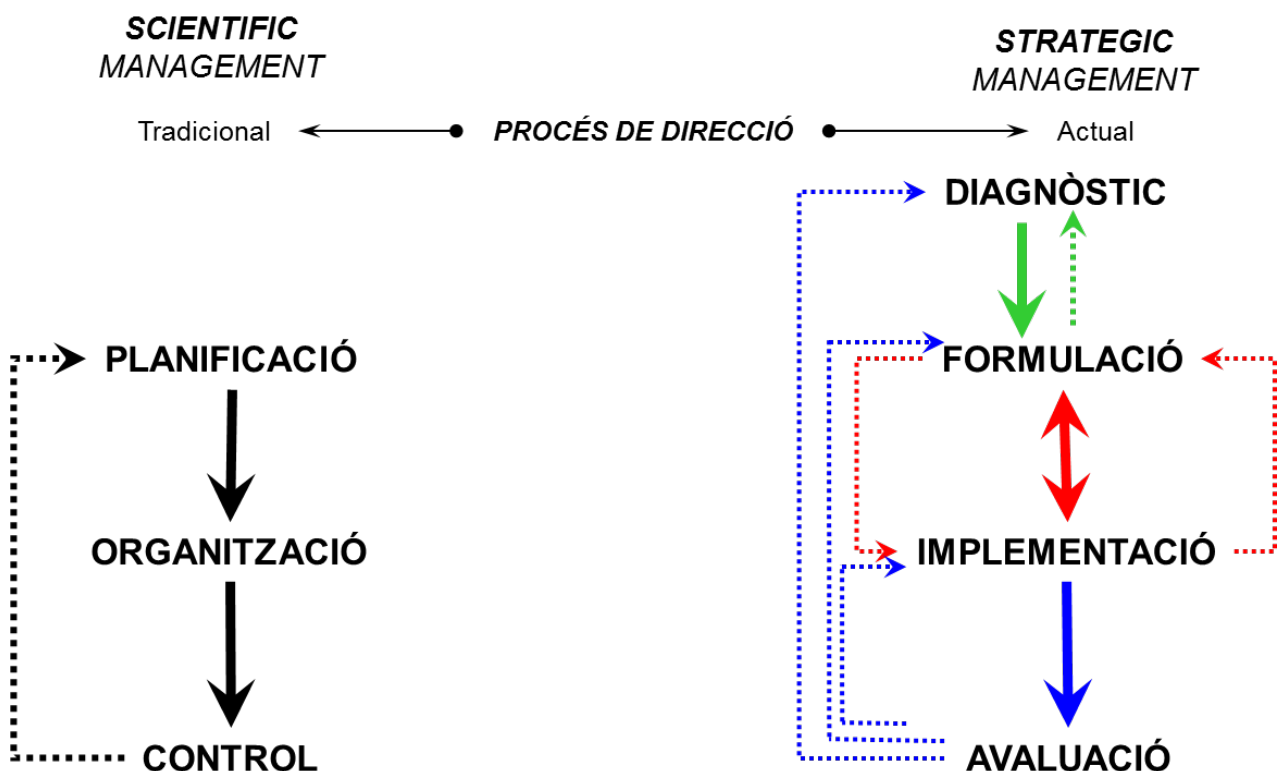 SCIENTIFIC
MANAGEMENT
STRATEGIC
MANAGEMENT
Tradicional
PROCÉS DE DIRECCIÓ
Actual
DIAGNÒSTIC
PLANIFICACIÓ
FORMULACIÓ
ORGANITZACIÓ
IMPLEMENTACIÓ
CONTROL
AVALUACIÓ